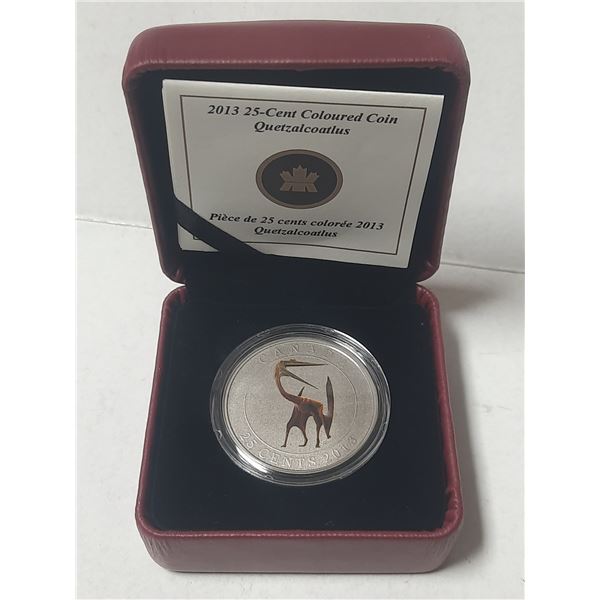 2013 25-Cent Coloured Coin
Quetzalcoatlus
Pièce de 25 cents colorée 2013
Quetzalcoatlus
CANADA
25 CENTS 2013